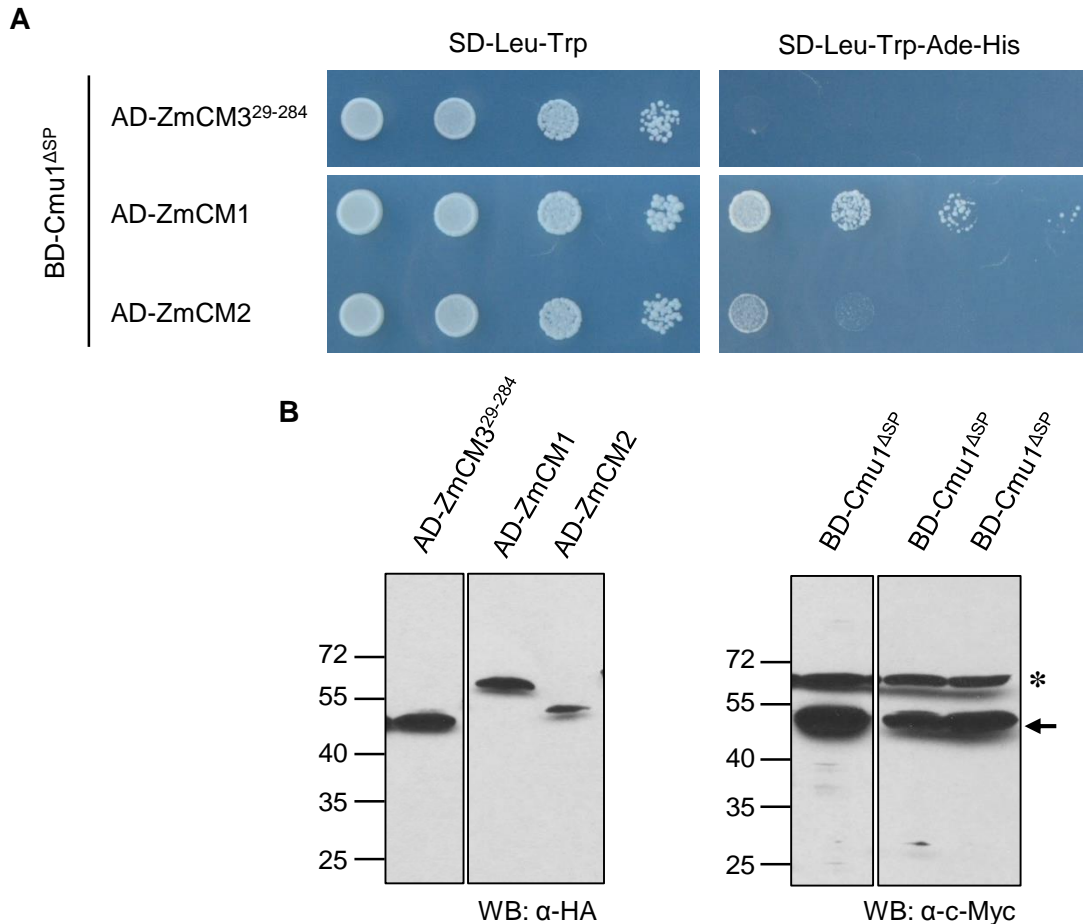 A
SD-Leu-Trp
SD-Leu-Trp-Ade-His
BD-Cmu1ΔSP
AD-ZmCM3²⁹⁻²⁸⁴
AD-ZmCM1
AD-ZmCM2
B
AD-ZmCM3²⁹⁻²⁸⁴
AD-ZmCM1
AD-ZmCM2
72
55
40
35
25
WB: α-HA
BD-Cmu1ΔSP
BD-Cmu1ΔSP
BD-Cmu1ΔSP
72
55
40
35
25
*
WB: α-c-Myc